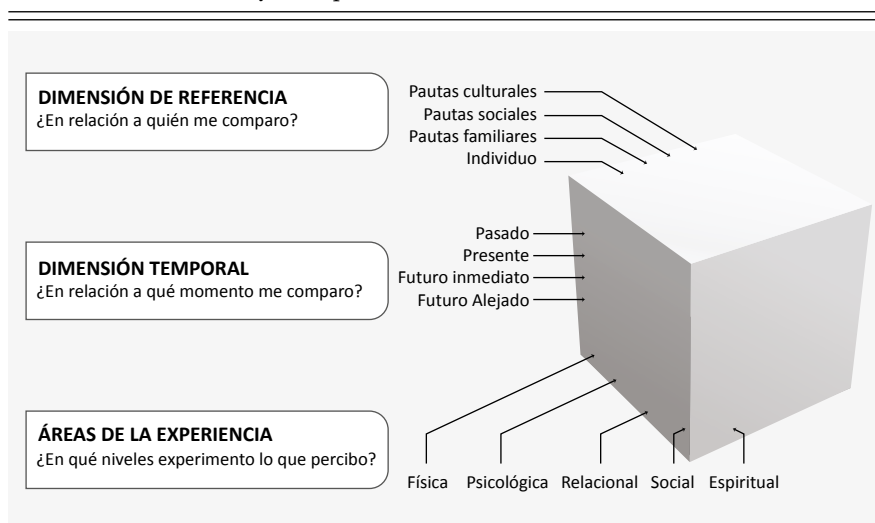 DIMENSIÓN DE REFERENCIA
¿En relación a quién me comparo?
Pautas culturales
Pautas sociales
Pautas familiares
Individuo
DIMENSIÓN TEMPORAL
¿En relación a qué momento me comparo?
Pasado
Presente
Futuro inmediato
Futuro Alejado
ÁREAS DE LA EXPERIENCIA
¿En qué niveles experimento lo que percibo?
Física Psicológica Relacional Social Espiritual